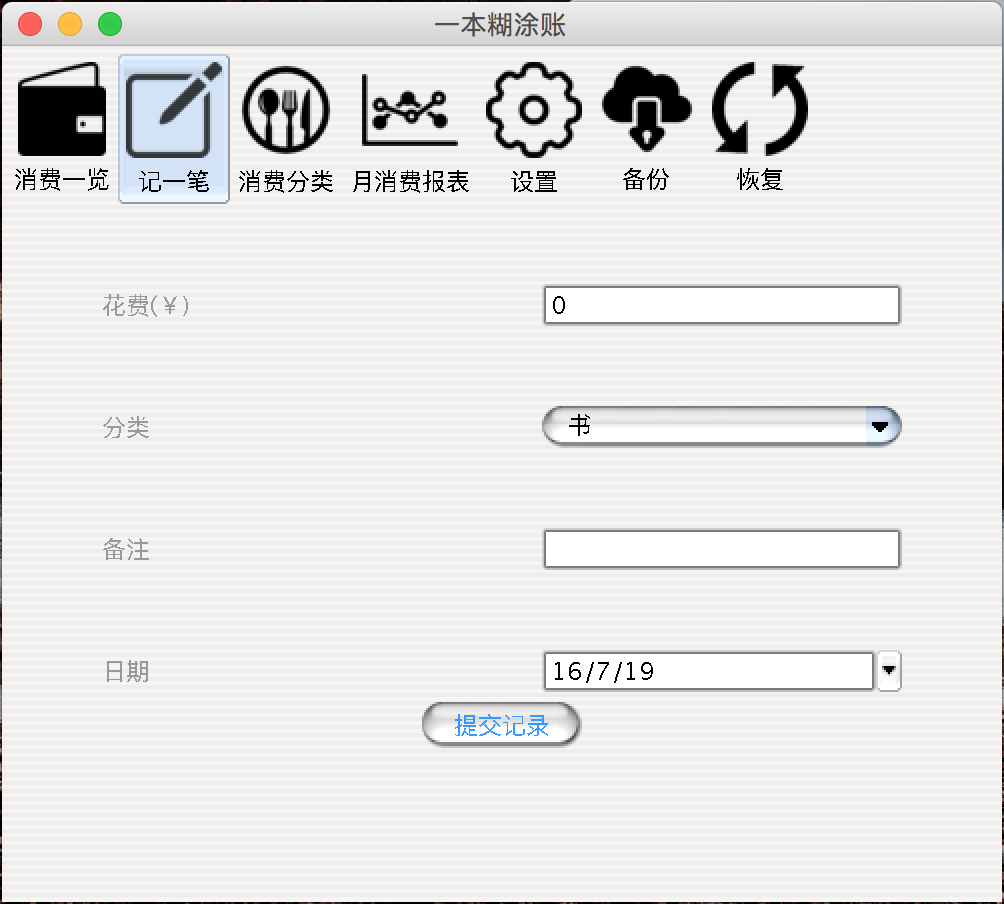 一本糊涂账
消费一览 记一笔 消费分类 月消费报表 设置 备份 恢复
花费(￥) 0
分类 书
备注
日期 16/7/19
提交记录